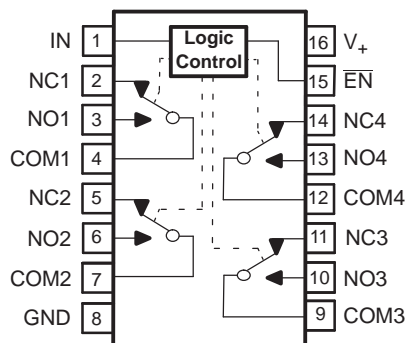 IN 1 Logic Control 16 V+
2 15 EN
NC1 14 NC4
NO1 3 13 NO4
COM1 4 12 COM4
NC2 5 11 NC3
NO2 6 10 NO3
COM2 7 9 COM3
GND 8